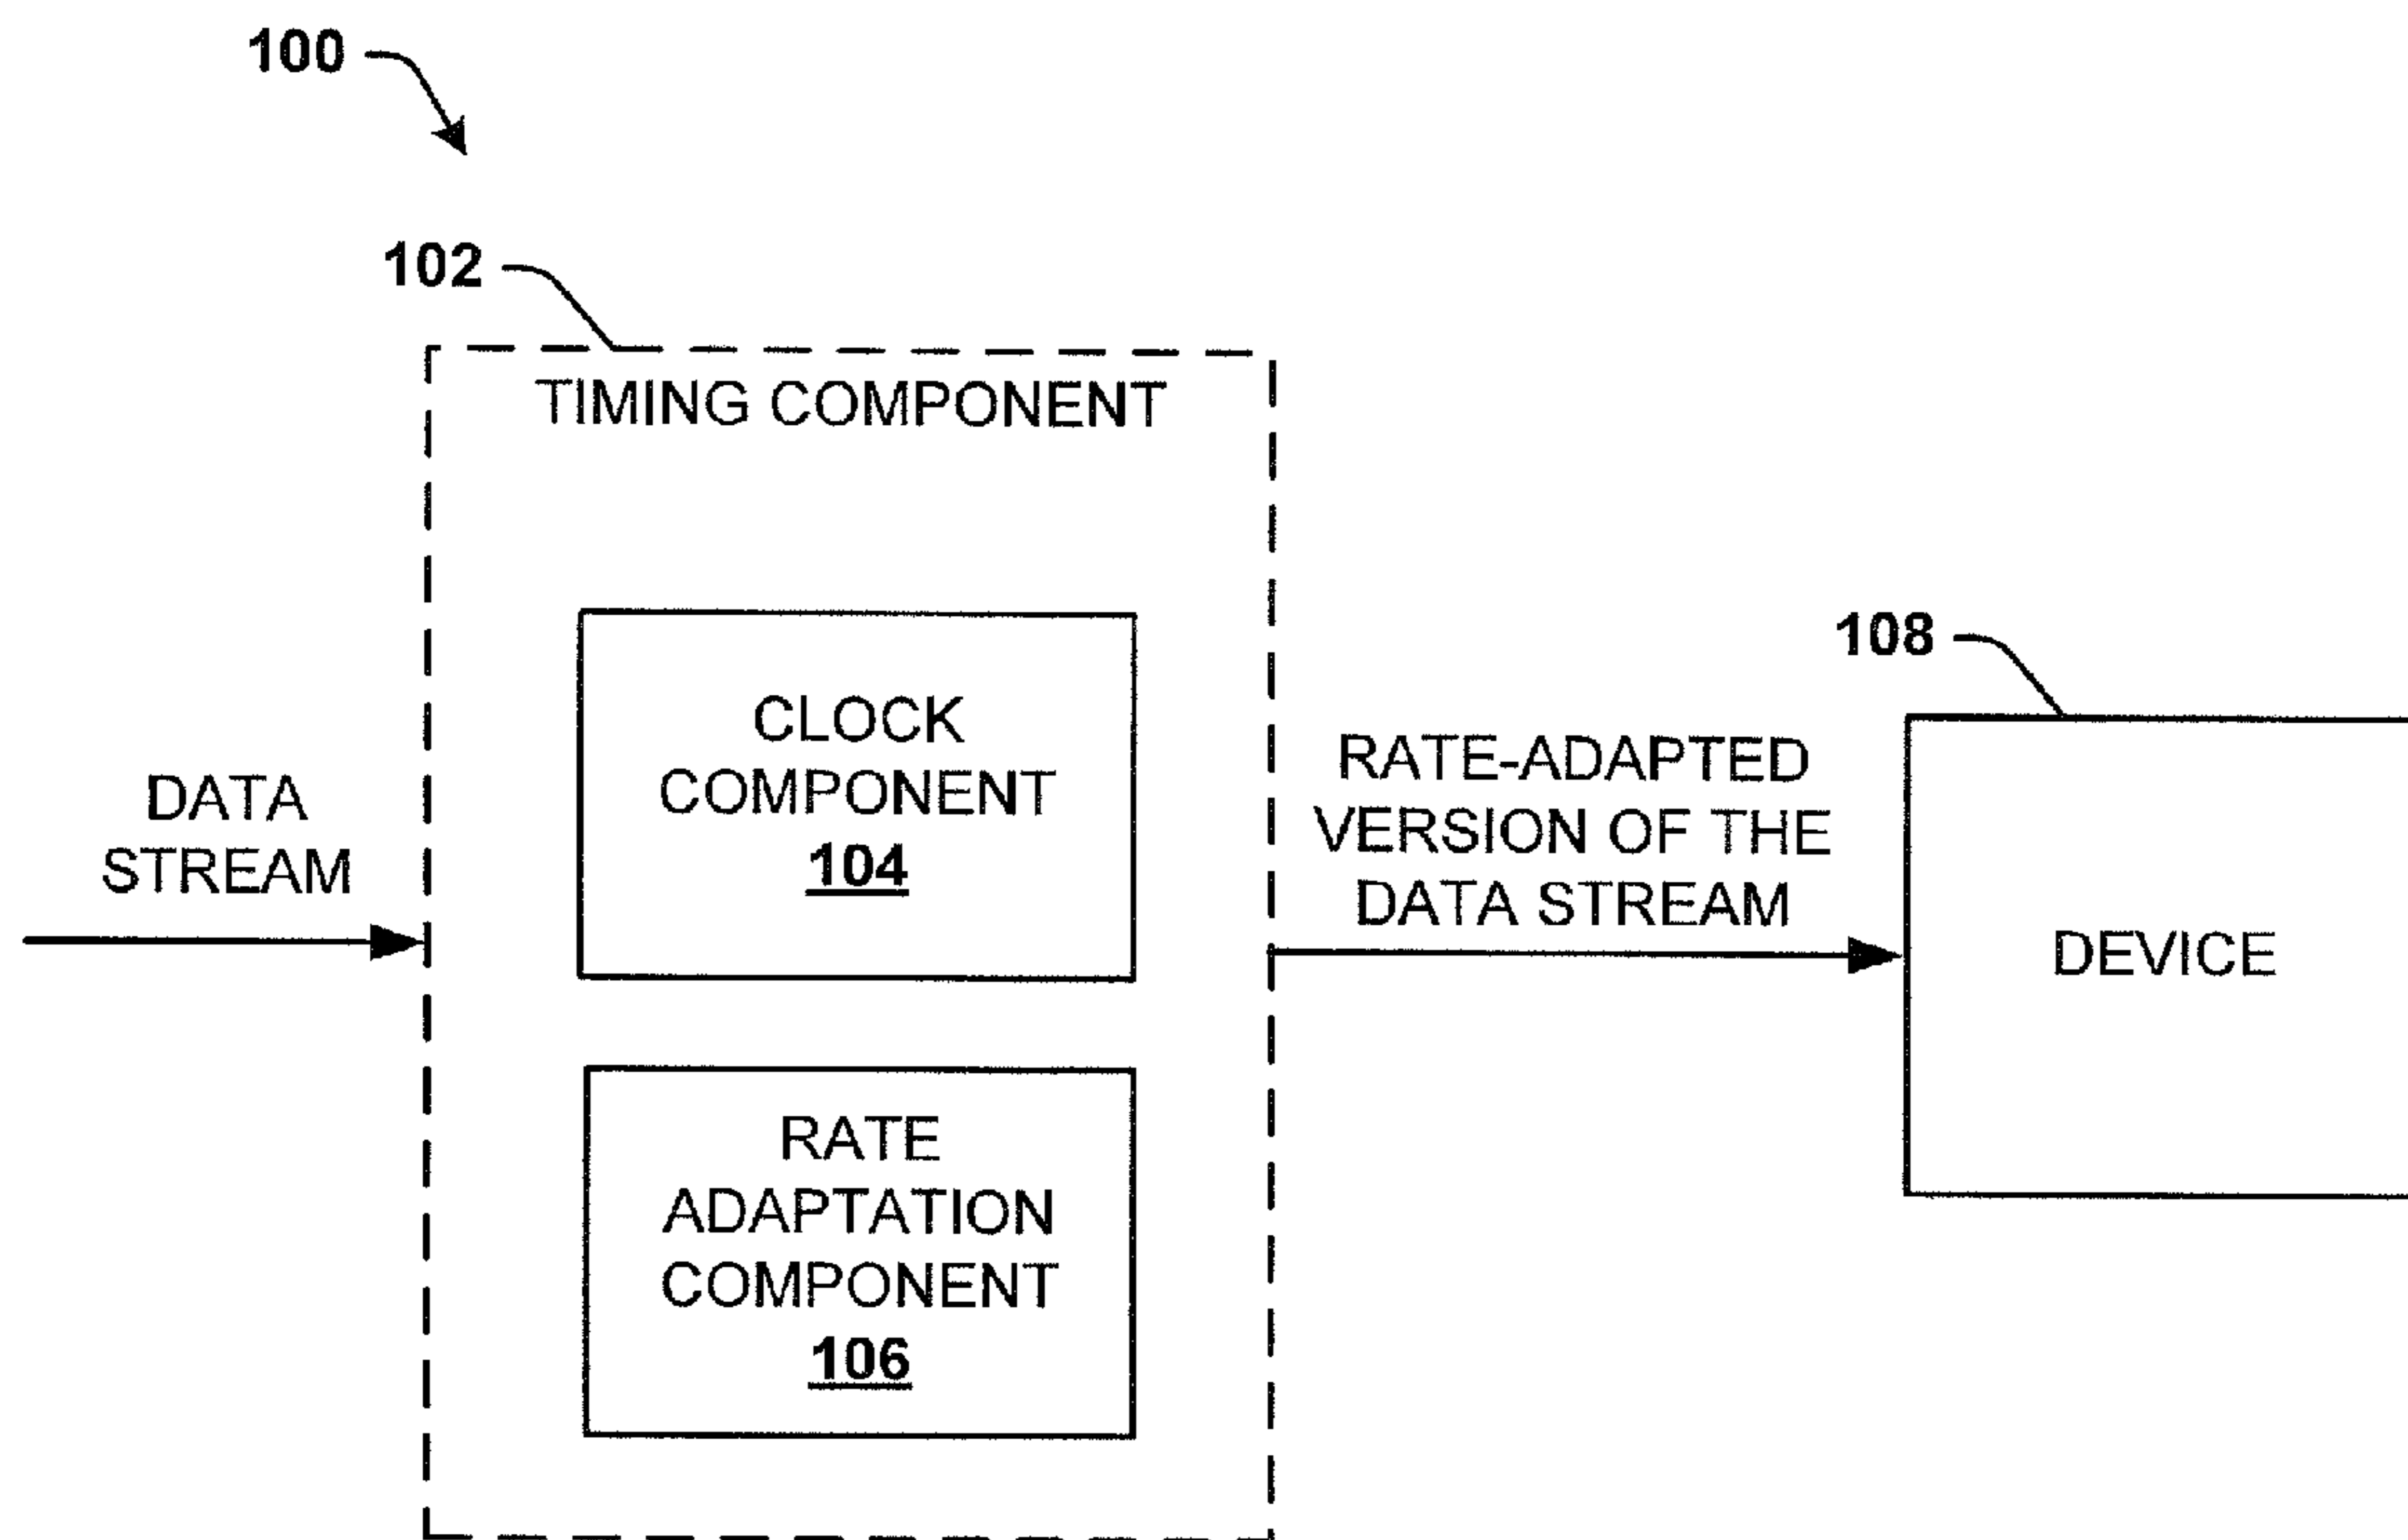 100
102
TIMING COMPONENT
CLOCK
COMPONENT
104
RATE
ADAPTATION
COMPONENT
106
DATA
STREAM
RATE-ADAPTED
VERSION OF THE
DATA STREAM
108
DEVICE